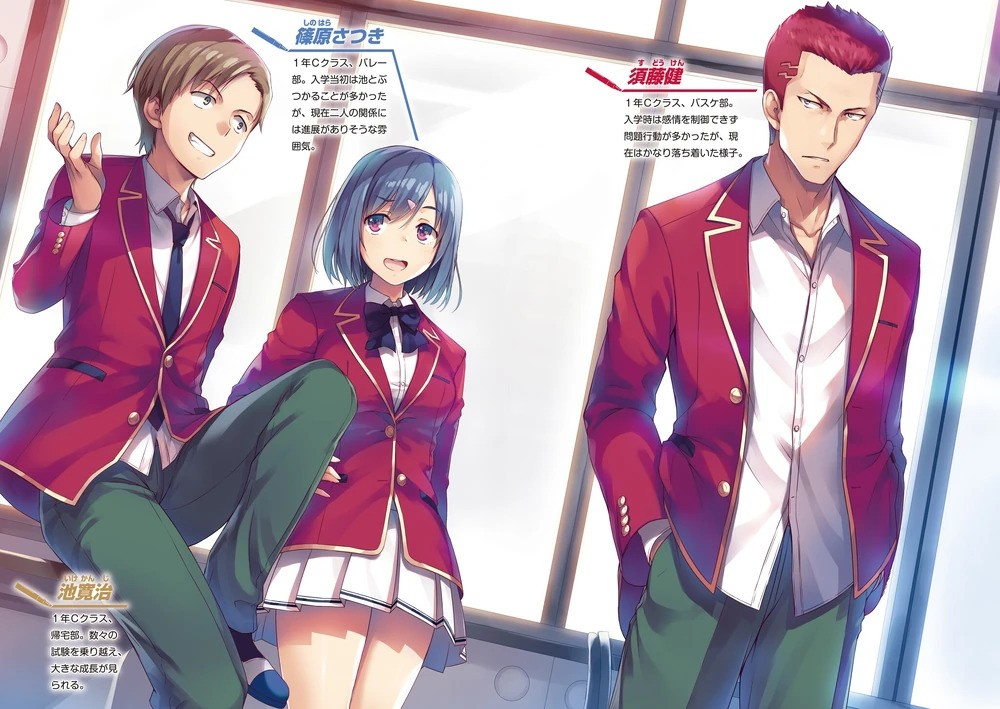 しのはら
篠原さつき
1年Cクラス、バレー
部。入学当初は池とぶ
つかることが多かった
が、現在二人の関係に
は進展がありそうな雰
囲気。
すどうけん
須藤健
1年Cクラス、バスケ部。
入学時は感情を制御できず
問題行動が多かったが、現
在はかなり落ち着いた様子。
いけかんじ
池寛治
1年Cクラス、
帰宅部。数々の
試験を乗り越え、
大きな成長が見
られる。